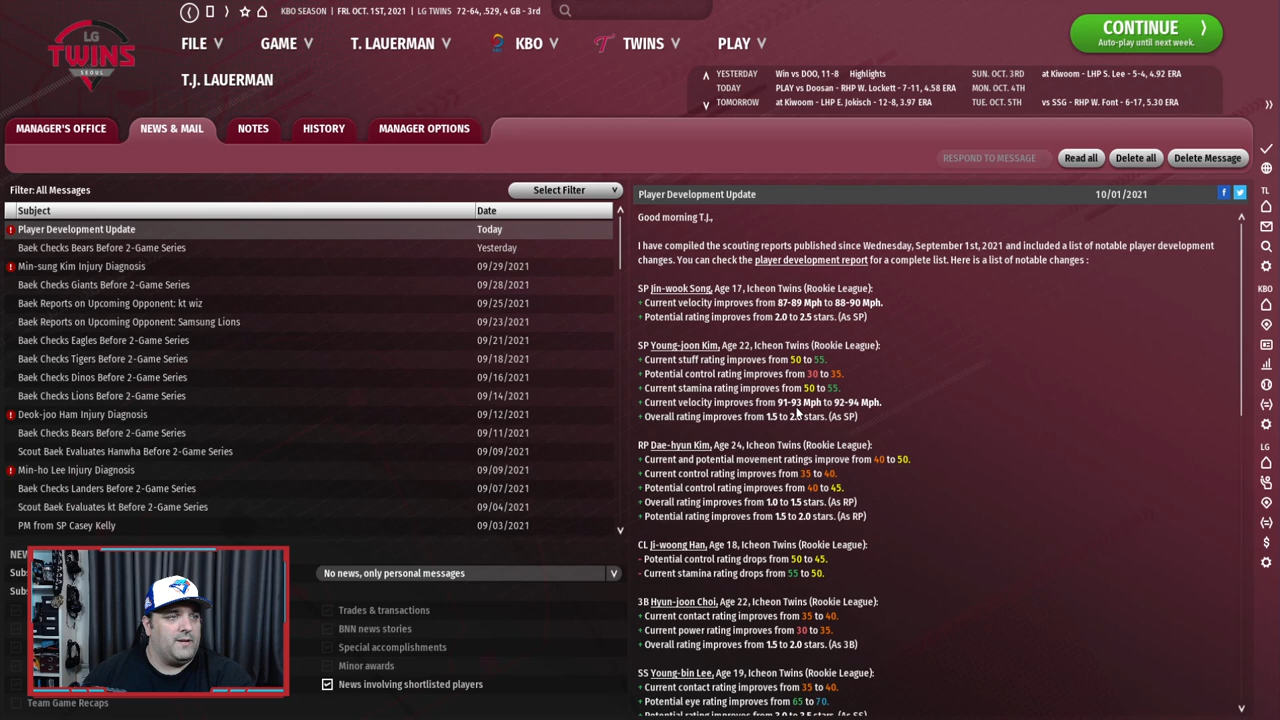 LG
TWINS
SEOUL
KBO SEASON | FRI. OCT. 1ST, 2021 | LG TWINS 72-64, .529, 4 GB - 3rd
FILE GAME T. LAUERMAN KBO TWINS PLAY
T.J. LAUERMAN
CONTINUE
Auto-play until next week.
YESTERDAY Win vs DOO, 11-8 Highlights SUN. OCT. 3RD at Kiwoom - LHP S. Lee - 5-4, 4.92 ERA
TODAY PLAY vs Doosan - RHP W. Lockett - 7-11, 4.58 ERA MON. OCT. 4TH
TOMORROW at Kiwoom - LHP E. Jokisch - 12-8, 3.97 ERA TUE. OCT. 5TH vs SSG - RHP W. Font - 6-17, 5.30 ERA
MANAGER'S OFFICE NEWS & MAIL NOTES HISTORY MANAGER OPTIONS
RESPOND TO MESSAGE Read all Delete all Delete Message
Filter: All Messages Select Filter
Subject Date
Player Development Update Today
Baek Checks Bears Before 2-Game Series Yesterday
Min-sung Kim Injury Diagnosis 09/29/2021
Baek Checks Giants Before 2-Game Series 09/28/2021
Baek Reports on Upcoming Opponent: kt wiz 09/25/2021
Baek Reports on Upcoming Opponent: Samsung Lions 09/23/2021
Baek Checks Eagles Before 2-Game Series 09/21/2021
Baek Checks Tigers Before 2-Game Series 09/18/2021
Baek Checks Dinos Before 2-Game Series 09/16/2021
Baek Checks Lions Before 2-Game Series 09/14/2021
Deok-joo Ham Injury Diagnosis 09/12/2021
Baek Checks Bears Before 2-Game Series 09/11/2021
Scout Baek Evaluates Hanwha Before 2-Game Series 09/09/2021
Min-ho Lee Injury Diagnosis 09/09/2021
Baek Checks Landers Before 2-Game Series 09/07/2021
Scout Baek Evaluates kt Before 2-Game Series 09/04/2021
PM from SP Casey Kelly 09/03/2021
NEW
Subs
Subs
No news, only personal messages
Trades & transactions
BNN news stories
Special accomplishments
Minor awards
News involving shortlisted players
Team Game Recaps
Player Development Update 10/01/2021
Good morning T.J.,
I have compiled the scouting reports published since Wednesday, September 1st, 2021 and included a list of notable player development
changes. You can check the player development report for a complete list. Here is a list of notable changes :
SP Jin-wook Song, Age 17, Icheon Twins (Rookie League):
+ Current velocity improves from 87-89 Mph to 88-90 Mph.
+ Potential rating improves from 2.0 to 2.5 stars. (As SP)
SP Young-joon Kim, Age 22, Icheon Twins (Rookie League):
+ Current stuff rating improves from 50 to 55.
+ Potential control rating improves from 30 to 35.
+ Current stamina rating improves from 50 to 55.
+ Current velocity improves from 91-93 Mph to 92-94 Mph.
+ Overall rating improves from 1.5 to 2. stars. (As SP)
RP Dae-hyun Kim, Age 24, Icheon Twins (Rookie League):
+ Current and potential movement ratings improve from 40 to 50.
+ Current control rating improves from 35 to 40.
+ Potential control rating improves from 40 to 45.
+ Overall rating improves from 1.0 to 1.5 stars. (As RP)
+ Potential rating improves from 1.5 to 2.0 stars. (As RP)
CL Ji-woong Han, Age 18, Icheon Twins (Rookie League):
- Potential control rating drops from 50 to 45.
- Current stamina rating drops from 55 to 50.
3B Hyun-joon Choi, Age 22, Icheon Twins (Rookie League):
+ Current contact rating improves from 35 to 40.
+ Current power rating improves from 30 to 35.
+ Overall rating improves from 1.5 to 2.0 stars. (As 3B)
SS Young-bin Lee, Age 19, Icheon Twins (Rookie League):
+ Current contact rating improves from 35 to 40.
+ Potential eye rating improves from 65 to 70.
+ Potential rating improves from 3.0 to 3.5 stars. (As SS)
TL
KBO
LG